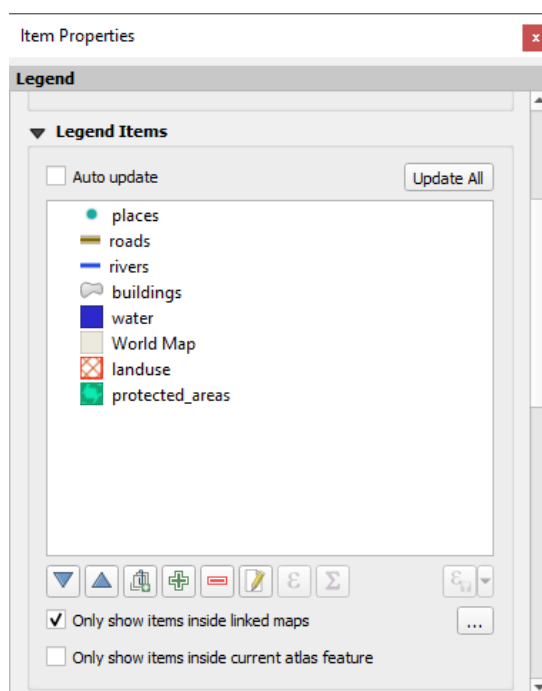 Item Properties
x
Legend
Legend Items
Auto update
Update All
places
roads
rivers
buildings
water
World Map
landuse
protected_areas
ε
Σ
ε
Only show items inside linked maps
...
Only show items inside current atlas feature